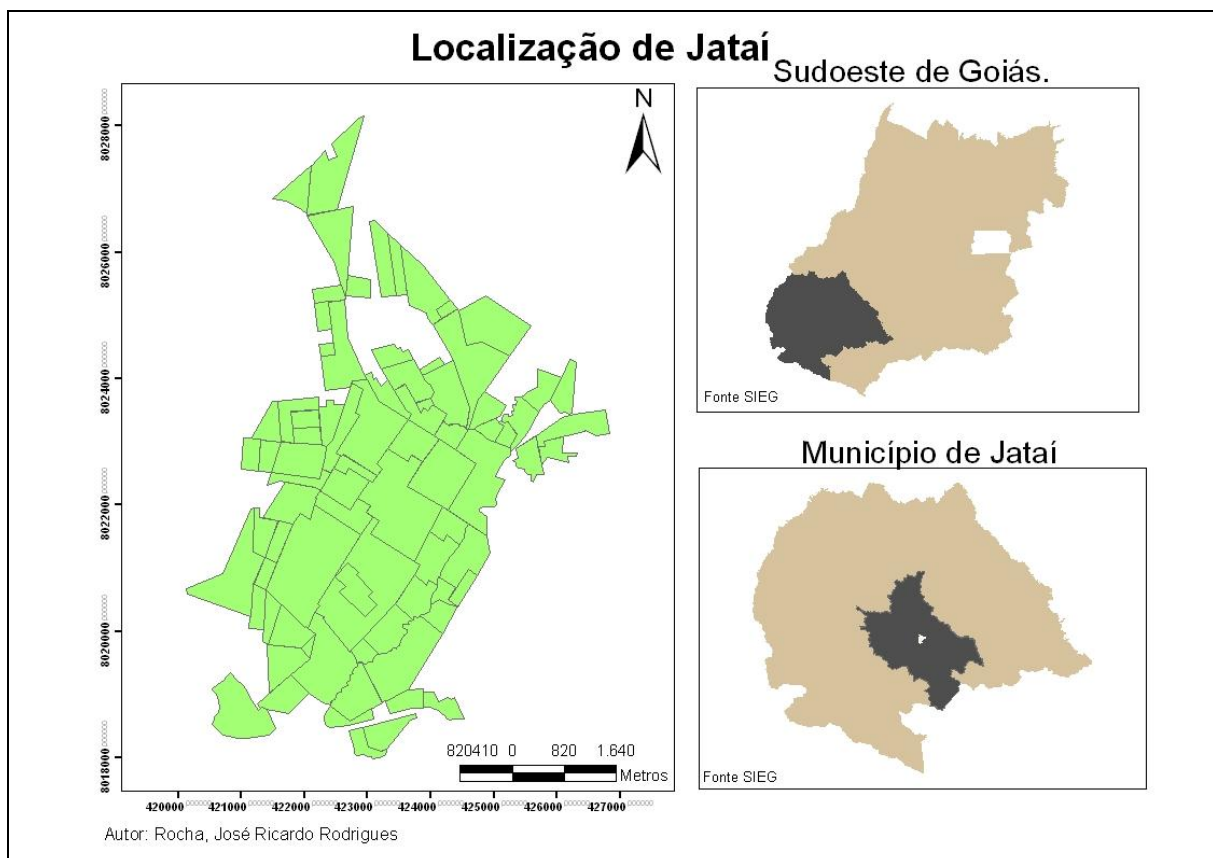 Localização de Jataí
Sudoeste de Goiás.
N
8028000
8026000
8024000
8022000
8020000
8018000
820410 0 820 1.640
Metros
420000 421000 422000 423000 424000 425000 426000 427000
Autor: Rocha, José Ricardo Rodrigues
Fonte SIEG
Município de Jataí
Fonte SIEG